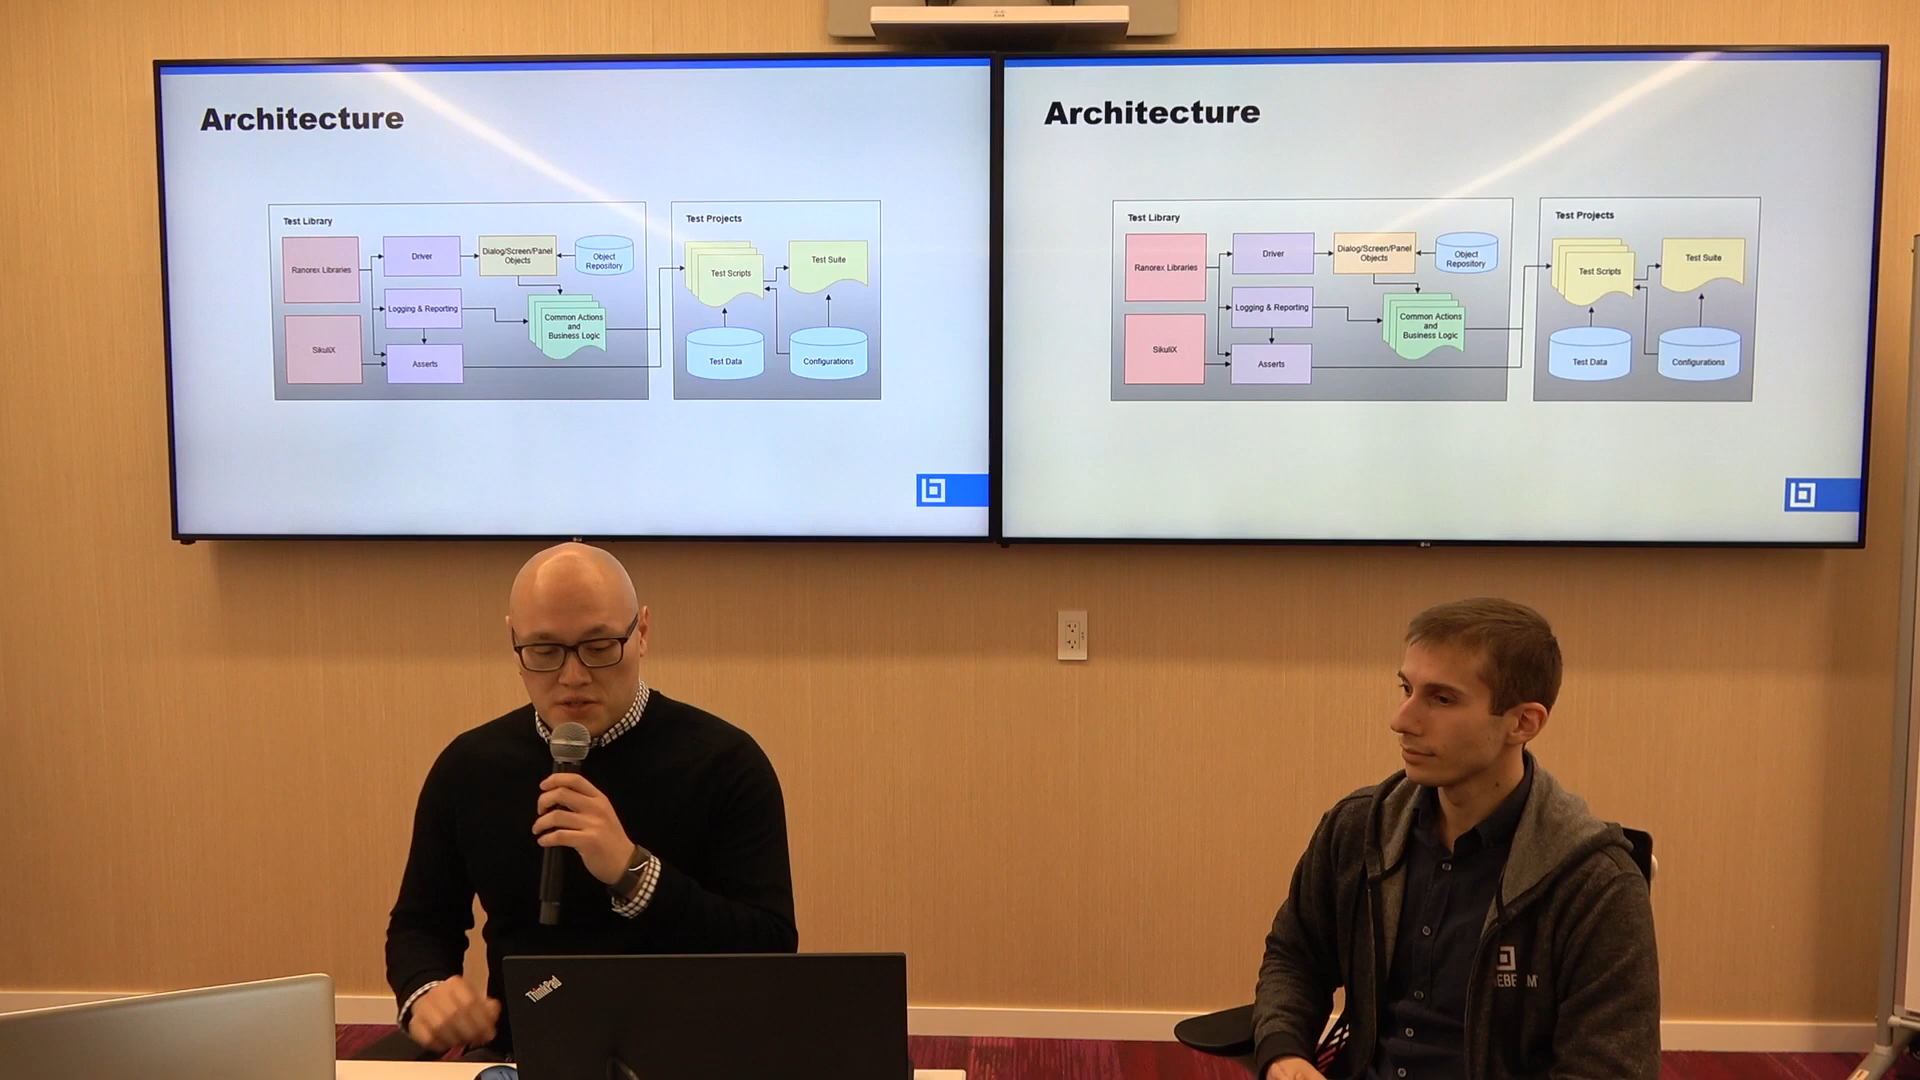 Architecture
Test Library
Ranorex Libraries
SikuliX
Driver
Logging & Reporting
Asserts
Dialog/Screen/Panel
Objects
Object
Repository
Common Actions
and
Business Logic
Test Projects
Test Scripts
Test Suite
Test Data
Configurations
Architecture
Test Library
Ranorex Libraries
SikuliX
Driver
Logging & Reporting
Asserts
Dialog/Screen/Panel
Objects
Object
Repository
Common Actions
and
Business Logic
Test Projects
Test Scripts
Test Suite
Test Data
Configurations
ThinkPad